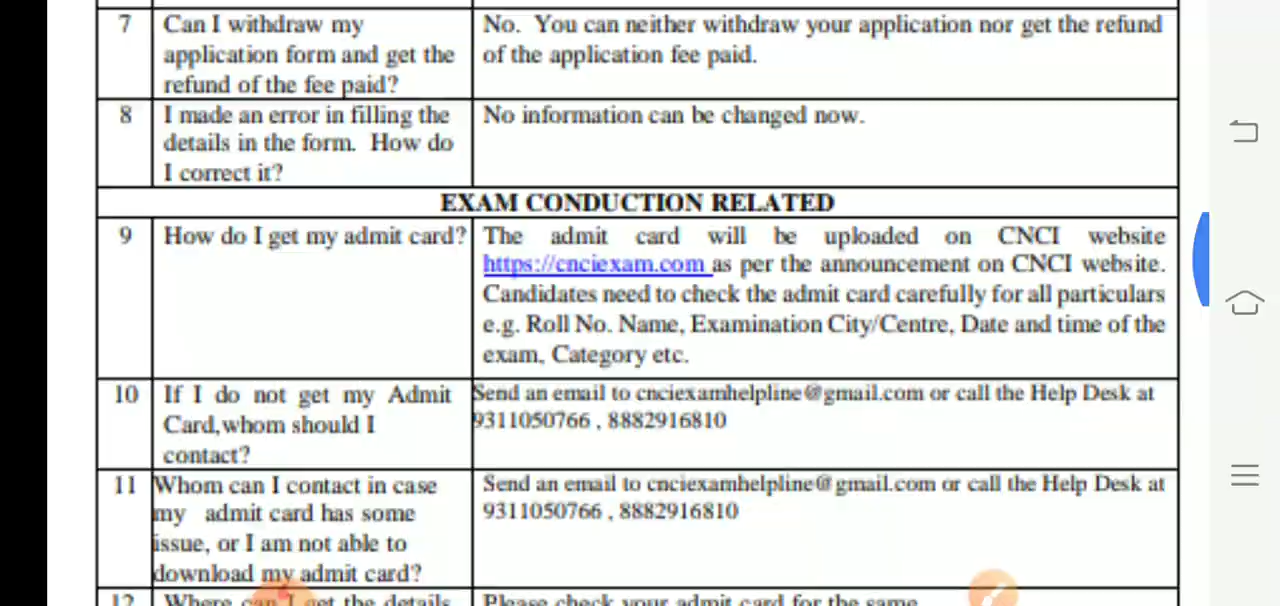 7 Can I withdraw my No. You can neither withdraw your application nor get the refund
application form and get the of the application fee paid.
refund of the fee paid?
8 I made an error in filling the No information can be changed now.
details in the form. How do
I correct it?
EXAM CONDUCTION RELATED
9 How do I get my admit card? The admit card will be uploaded on CNCI website
https://cnciexam.com as per the announcement on CNCI website.
Candidates need to check the admit card carefully for all particulars
e.g. Roll No. Name, Examination City/Centre, Date and time of the
exam, Category etc.
10 If I do not get my Admit Send an email to cnciexamhelpline@gmail.com or call the Help Desk at
Card,whom should I 9311050766 , 8882916810
contact?
11 Whom can I contact in case Send an email to cnciexamhelpline@gmail.com or call the Help Desk at
my admit card has some 9311050766 , 8882916810
issue, or I am not able to
download my admit card?
12 Where can I get the details Please check your admit card for the same